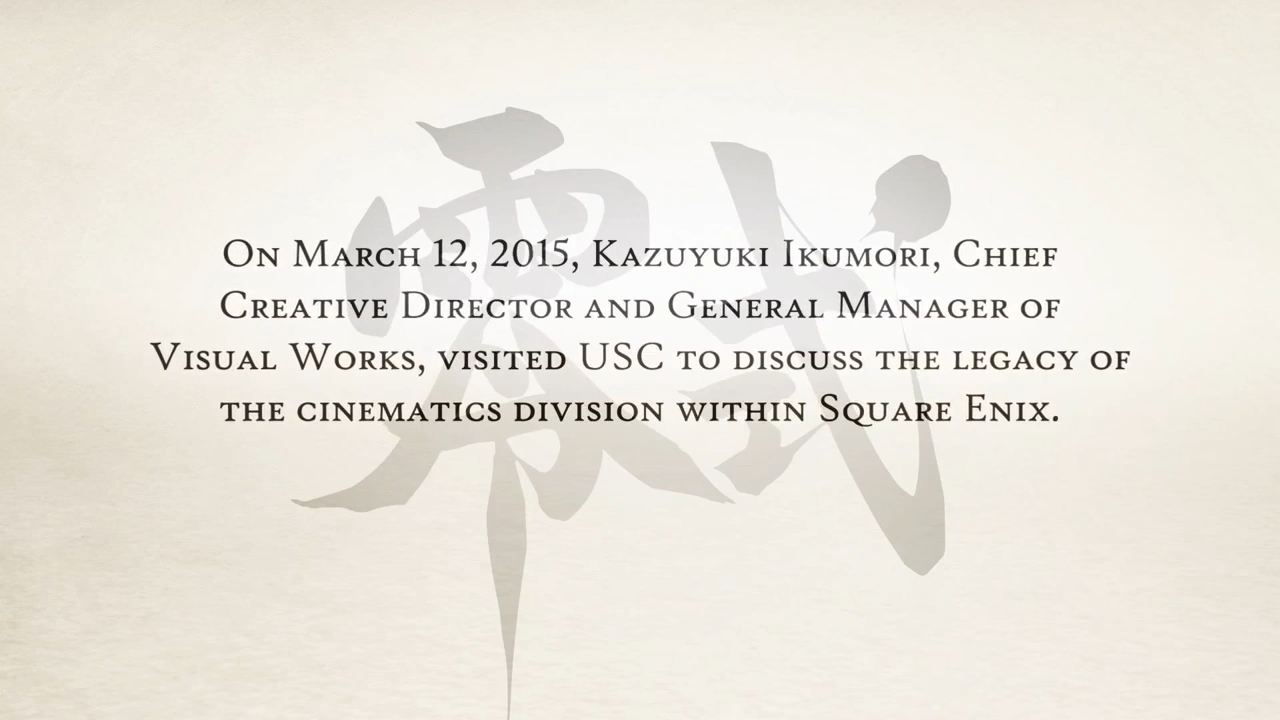 零式
On March 12, 2015, Kazuyuki Ikumori, Chief
Creative Director and General Manager of
Visual Works, visited USC to discuss the legacy of
the cinematics division within Square Enix.